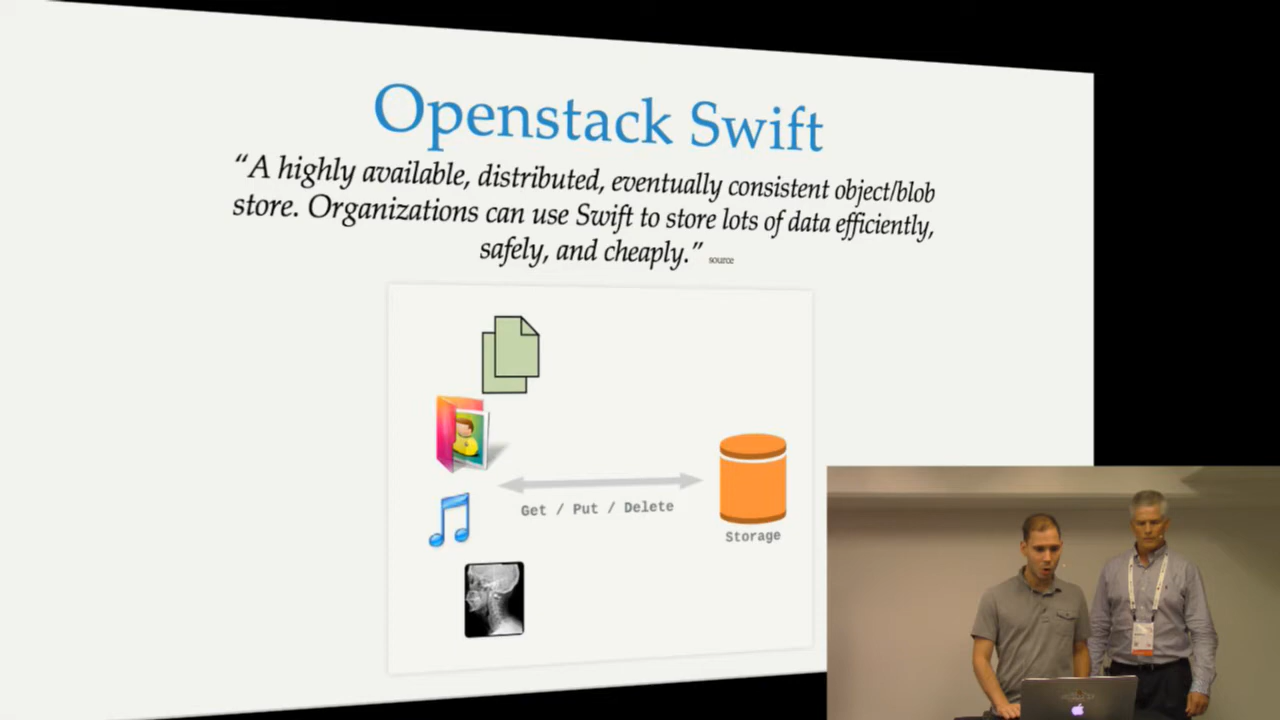 Openstack Swift
“A highly available, distributed, eventually consistent object/blob
store. Organizations can use Swift to store lots of data efficiently,
safely, and cheaply.” source
Get / Put / Delete
Storage